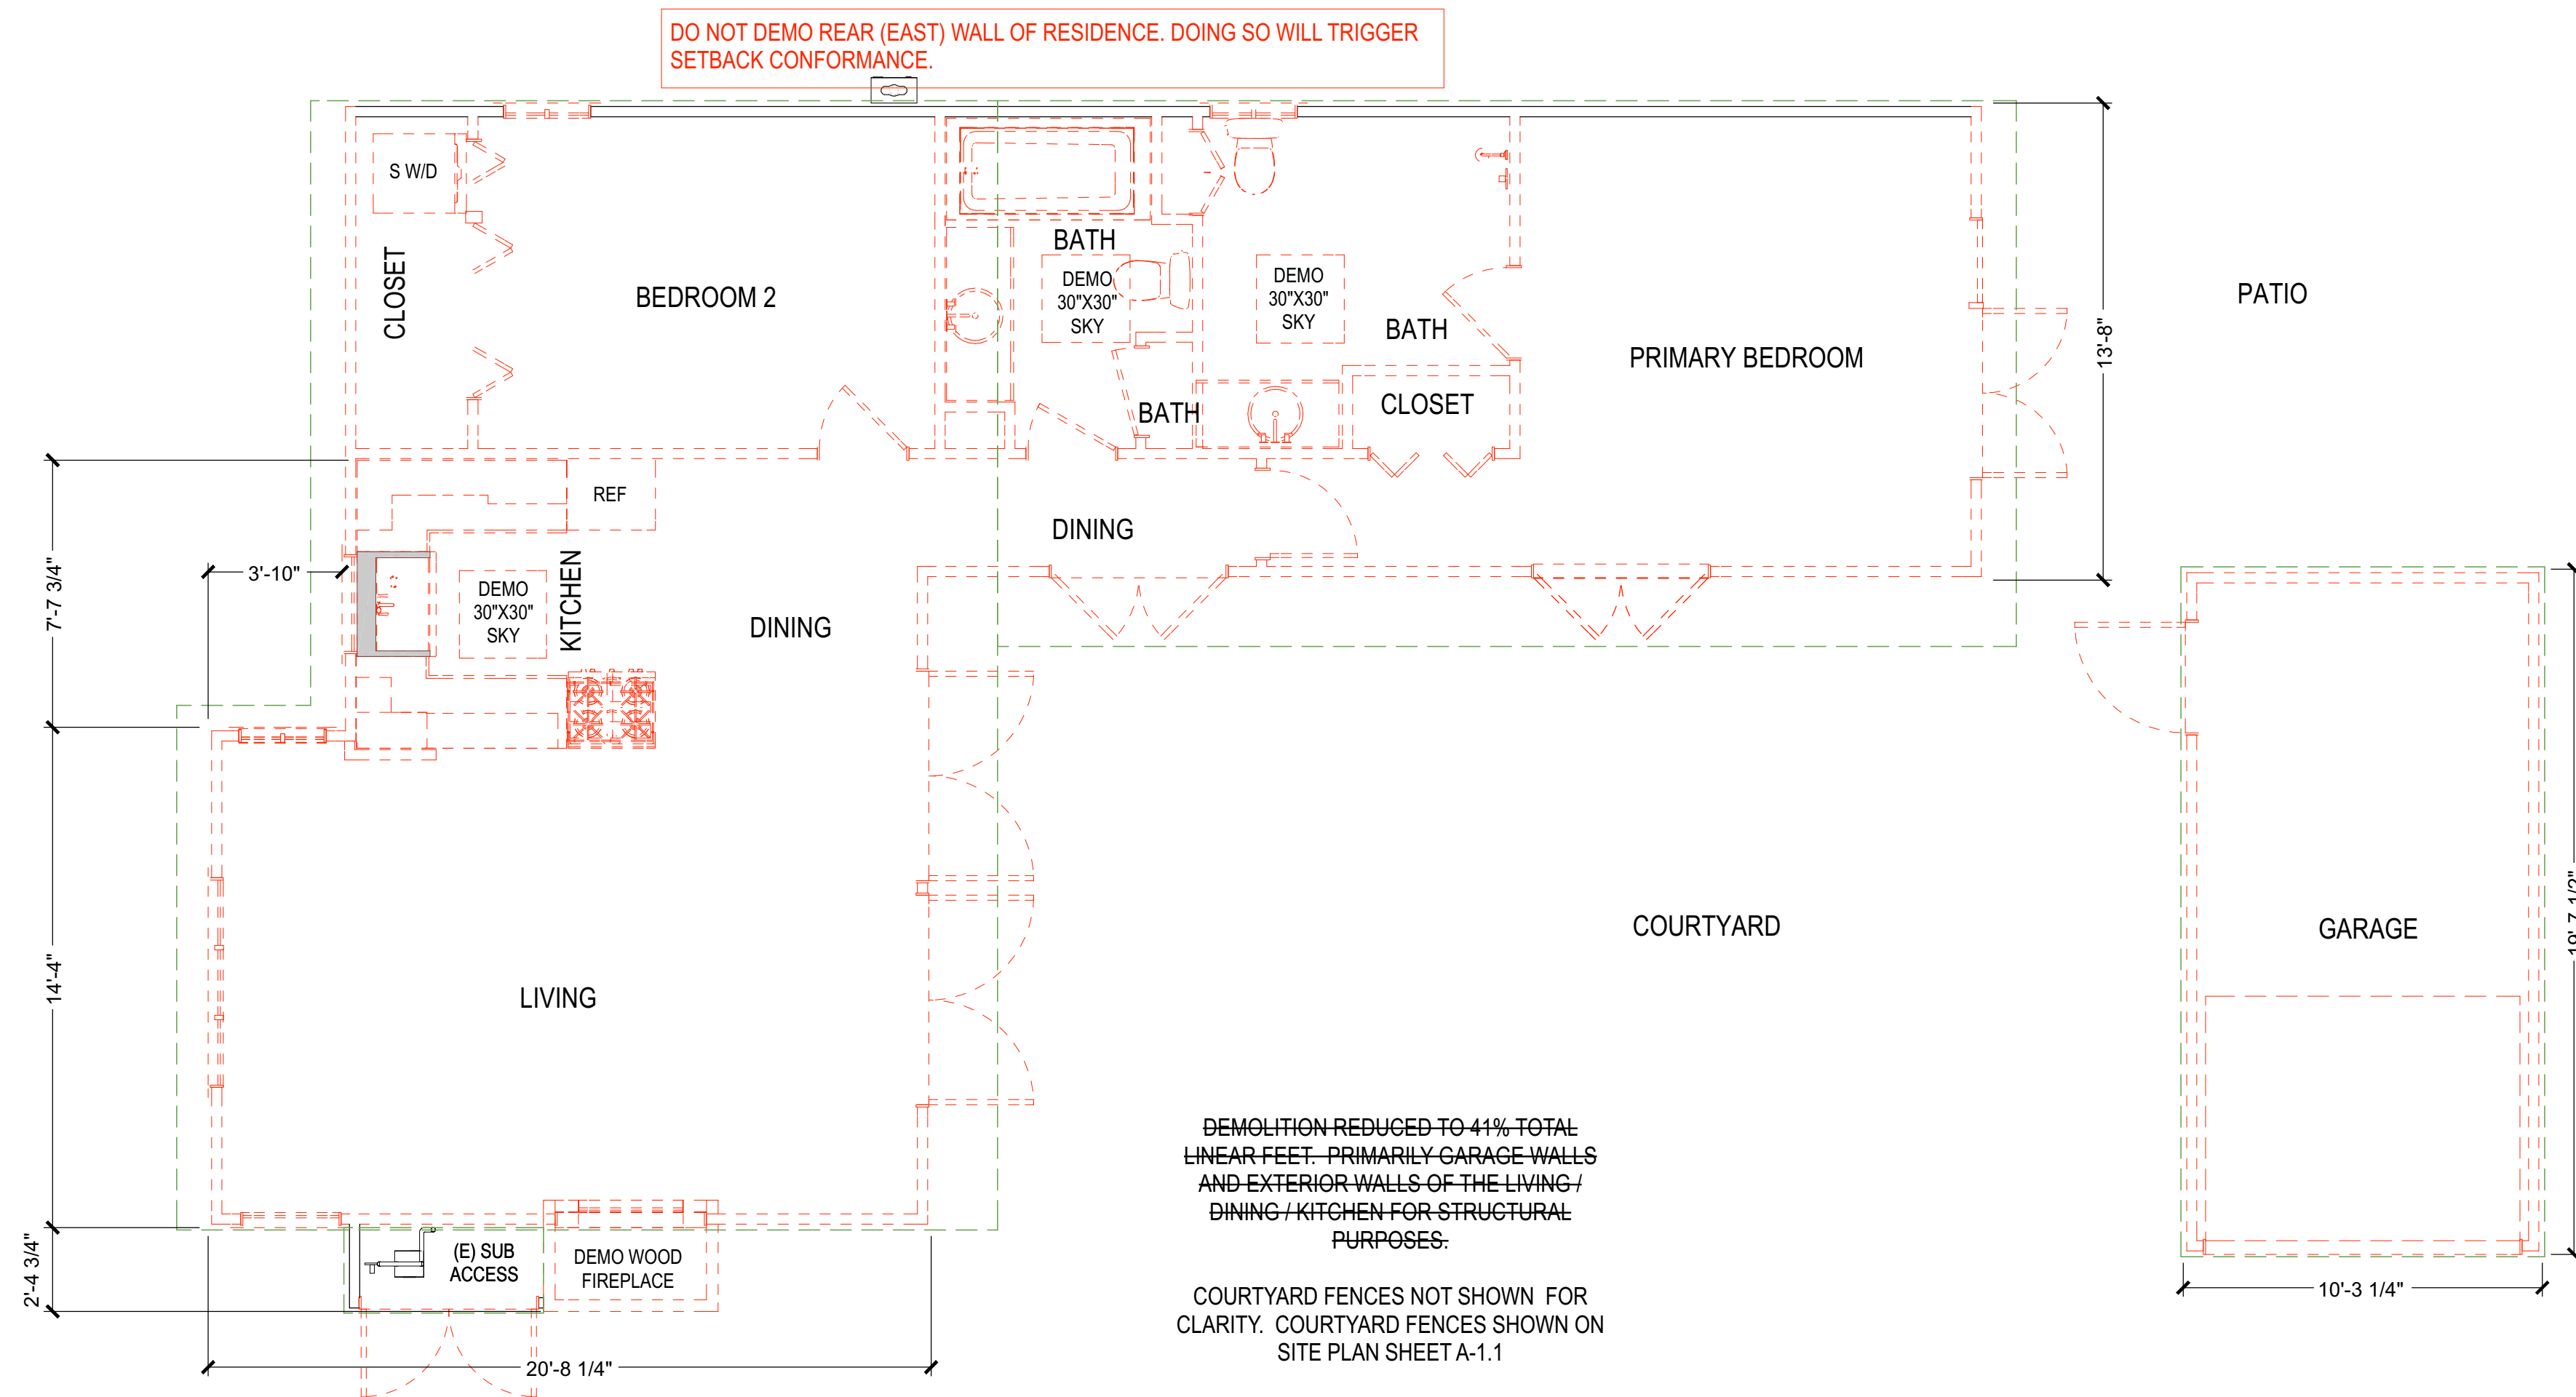 DO NOT DEMO REAR (EAST) WALL OF RESIDENCE. DOING SO WILL TRIGGER
SETBACK CONFORMANCE.
S W/D
CLOSET
BEDROOM 2
BATH
DEMO
30"X30"
SKY
DEMO
30"X30"
SKY
BATH
BATH
CLOSET
PRIMARY BEDROOM
PATIO
13'-8"
REF
DINING
7'-7 3/4"
3'-10"
DEMO
30"X30"
SKY
KITCHEN
DINING
14'-4"
LIVING
COURTYARD
GARAGE
19'-7 1/2"
DEMOLITION REDUCED TO 41% TOTAL
LINEAR FEET. PRIMARILY GARAGE WALLS
AND EXTERIOR WALLS OF THE LIVING /
DINING / KITCHEN FOR STRUCTURAL
PURPOSES.
2'-4 3/4"
(E) SUB
ACCESS
DEMO WOOD
FIREPLACE
COURTYARD FENCES NOT SHOWN FOR
CLARITY. COURTYARD FENCES SHOWN ON
SITE PLAN SHEET A-1.1
10'-3 1/4"
20'-8 1/4"